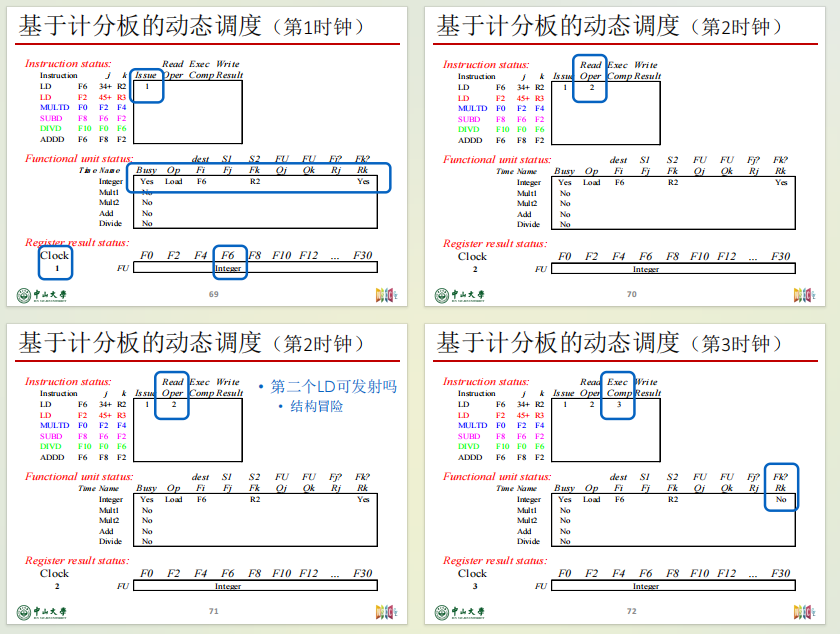 基于计分板的动态调度（第1时钟）
Instruction status: Read Exec Write
Instruction j k Issue Oper Comp Result
LD F6 34+ R2 1
LD F2 45+ R3
MULTD F0 F2 F4
SUBD F8 F6 F2
DIVD F10 F0 F6
ADDD F6 F8 F2
Functional unit status: dest S1 S2 FU FU Fj? Fk?
Time Name Busy Op Fi Fj Fk Qj Qk Rj Rk
Integer Yes Load F6 R2 Yes
Mult1 No
Mult2 No
Add No
Divide No
Register result status:
Clock F0 F2 F4 F6 F8 F10 F12 ... F30
1 FU Integer
中山大学
69
基于计分板的动态调度（第2时钟）
Instruction status: Read Exec Write
Instruction j k Issue Oper Comp Result
LD F6 34+ R2 1 2
LD F2 45+ R3
MULTD F0 F2 F4
SUBD F8 F6 F2
DIVD F10 F0 F6
ADDD F6 F8 F2
Functional unit status: dest S1 S2 FU FU Fj? Fk?
Time Name Busy Op Fi Fj Fk Qj Qk Rj Rk
Integer Yes Load F6 R2 Yes
Mult1 No
Mult2 No
Add No
Divide No
Register result status:
Clock F0 F2 F4 F6 F8 F10 F12 ... F30
2 FU Integer
中山大学
70
基于计分板的动态调度（第2时钟）
• 第二个LD可发射吗
• 结构冒险
Instruction status: Read Exec Write
Instruction j k Issue Oper Comp Result
LD F6 34+ R2 1 2
LD F2 45+ R3
MULTD F0 F2 F4
SUBD F8 F6 F2
DIVD F10 F0 F6
ADDD F6 F8 F2
Functional unit status: dest S1 S2 FU FU Fj? Fk?
Time Name Busy Op Fi Fj Fk Qj Qk Rj Rk
Integer Yes Load F6 R2 Yes
Mult1 No
Mult2 No
Add No
Divide No
Register result status:
Clock F0 F2 F4 F6 F8 F10 F12 ... F30
2 FU Integer
中山大学
71
基于计分板的动态调度（第3时钟）
Instruction status: Read Exec Write
Instruction j k Issue Oper Comp Result
LD F6 34+ R2 1 2 3
LD F2 45+ R3
MULTD F0 F2 F4
SUBD F8 F6 F2
DIVD F10 F0 F6
ADDD F6 F8 F2
Functional unit status: dest S1 S2 FU FU Fj? Fk?
Time Name Busy Op Fi Fj Fk Qj Qk Rj Rk
Integer Yes Load F6 R2 No
Mult1 No
Mult2 No
Add No
Divide No
Register result status:
Clock F0 F2 F4 F6 F8 F10 F12 ... F30
3 FU Integer
中山大学
72